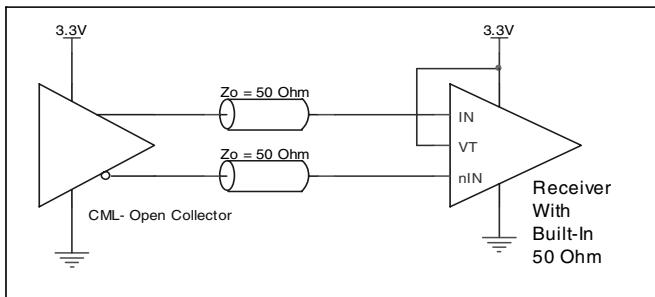 3.3V
3.3V
Zo = 50 Ohm
IN
VT
Zo = 50 Ohm
nIN
CML- Open Collector
Receiver
With
Built-In
50 Ohm